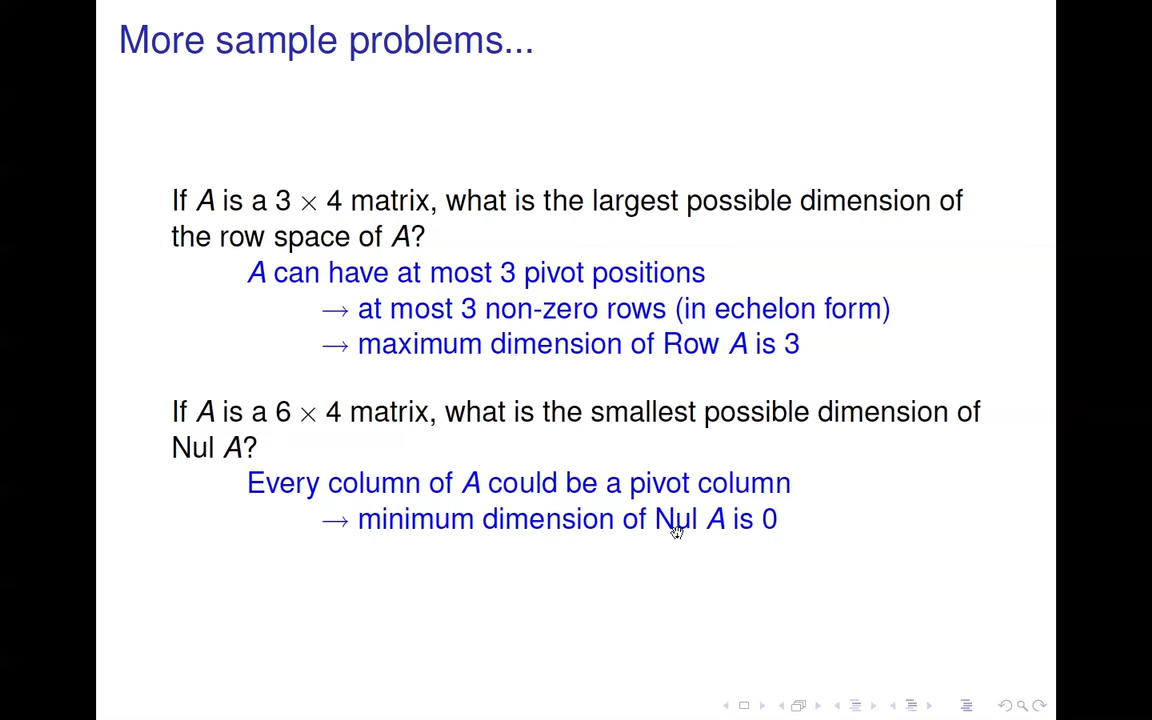 More sample problems...
If A is a 3 × 4 matrix, what is the largest possible dimension of
the row space of A?
A can have at most 3 pivot positions
→ at most 3 non-zero rows (in echelon form)
→ maximum dimension of Row A is 3
If A is a 6 × 4 matrix, what is the smallest possible dimension of
Nul A?
Every column of A could be a pivot column
→ minimum dimension of Nul A is 0